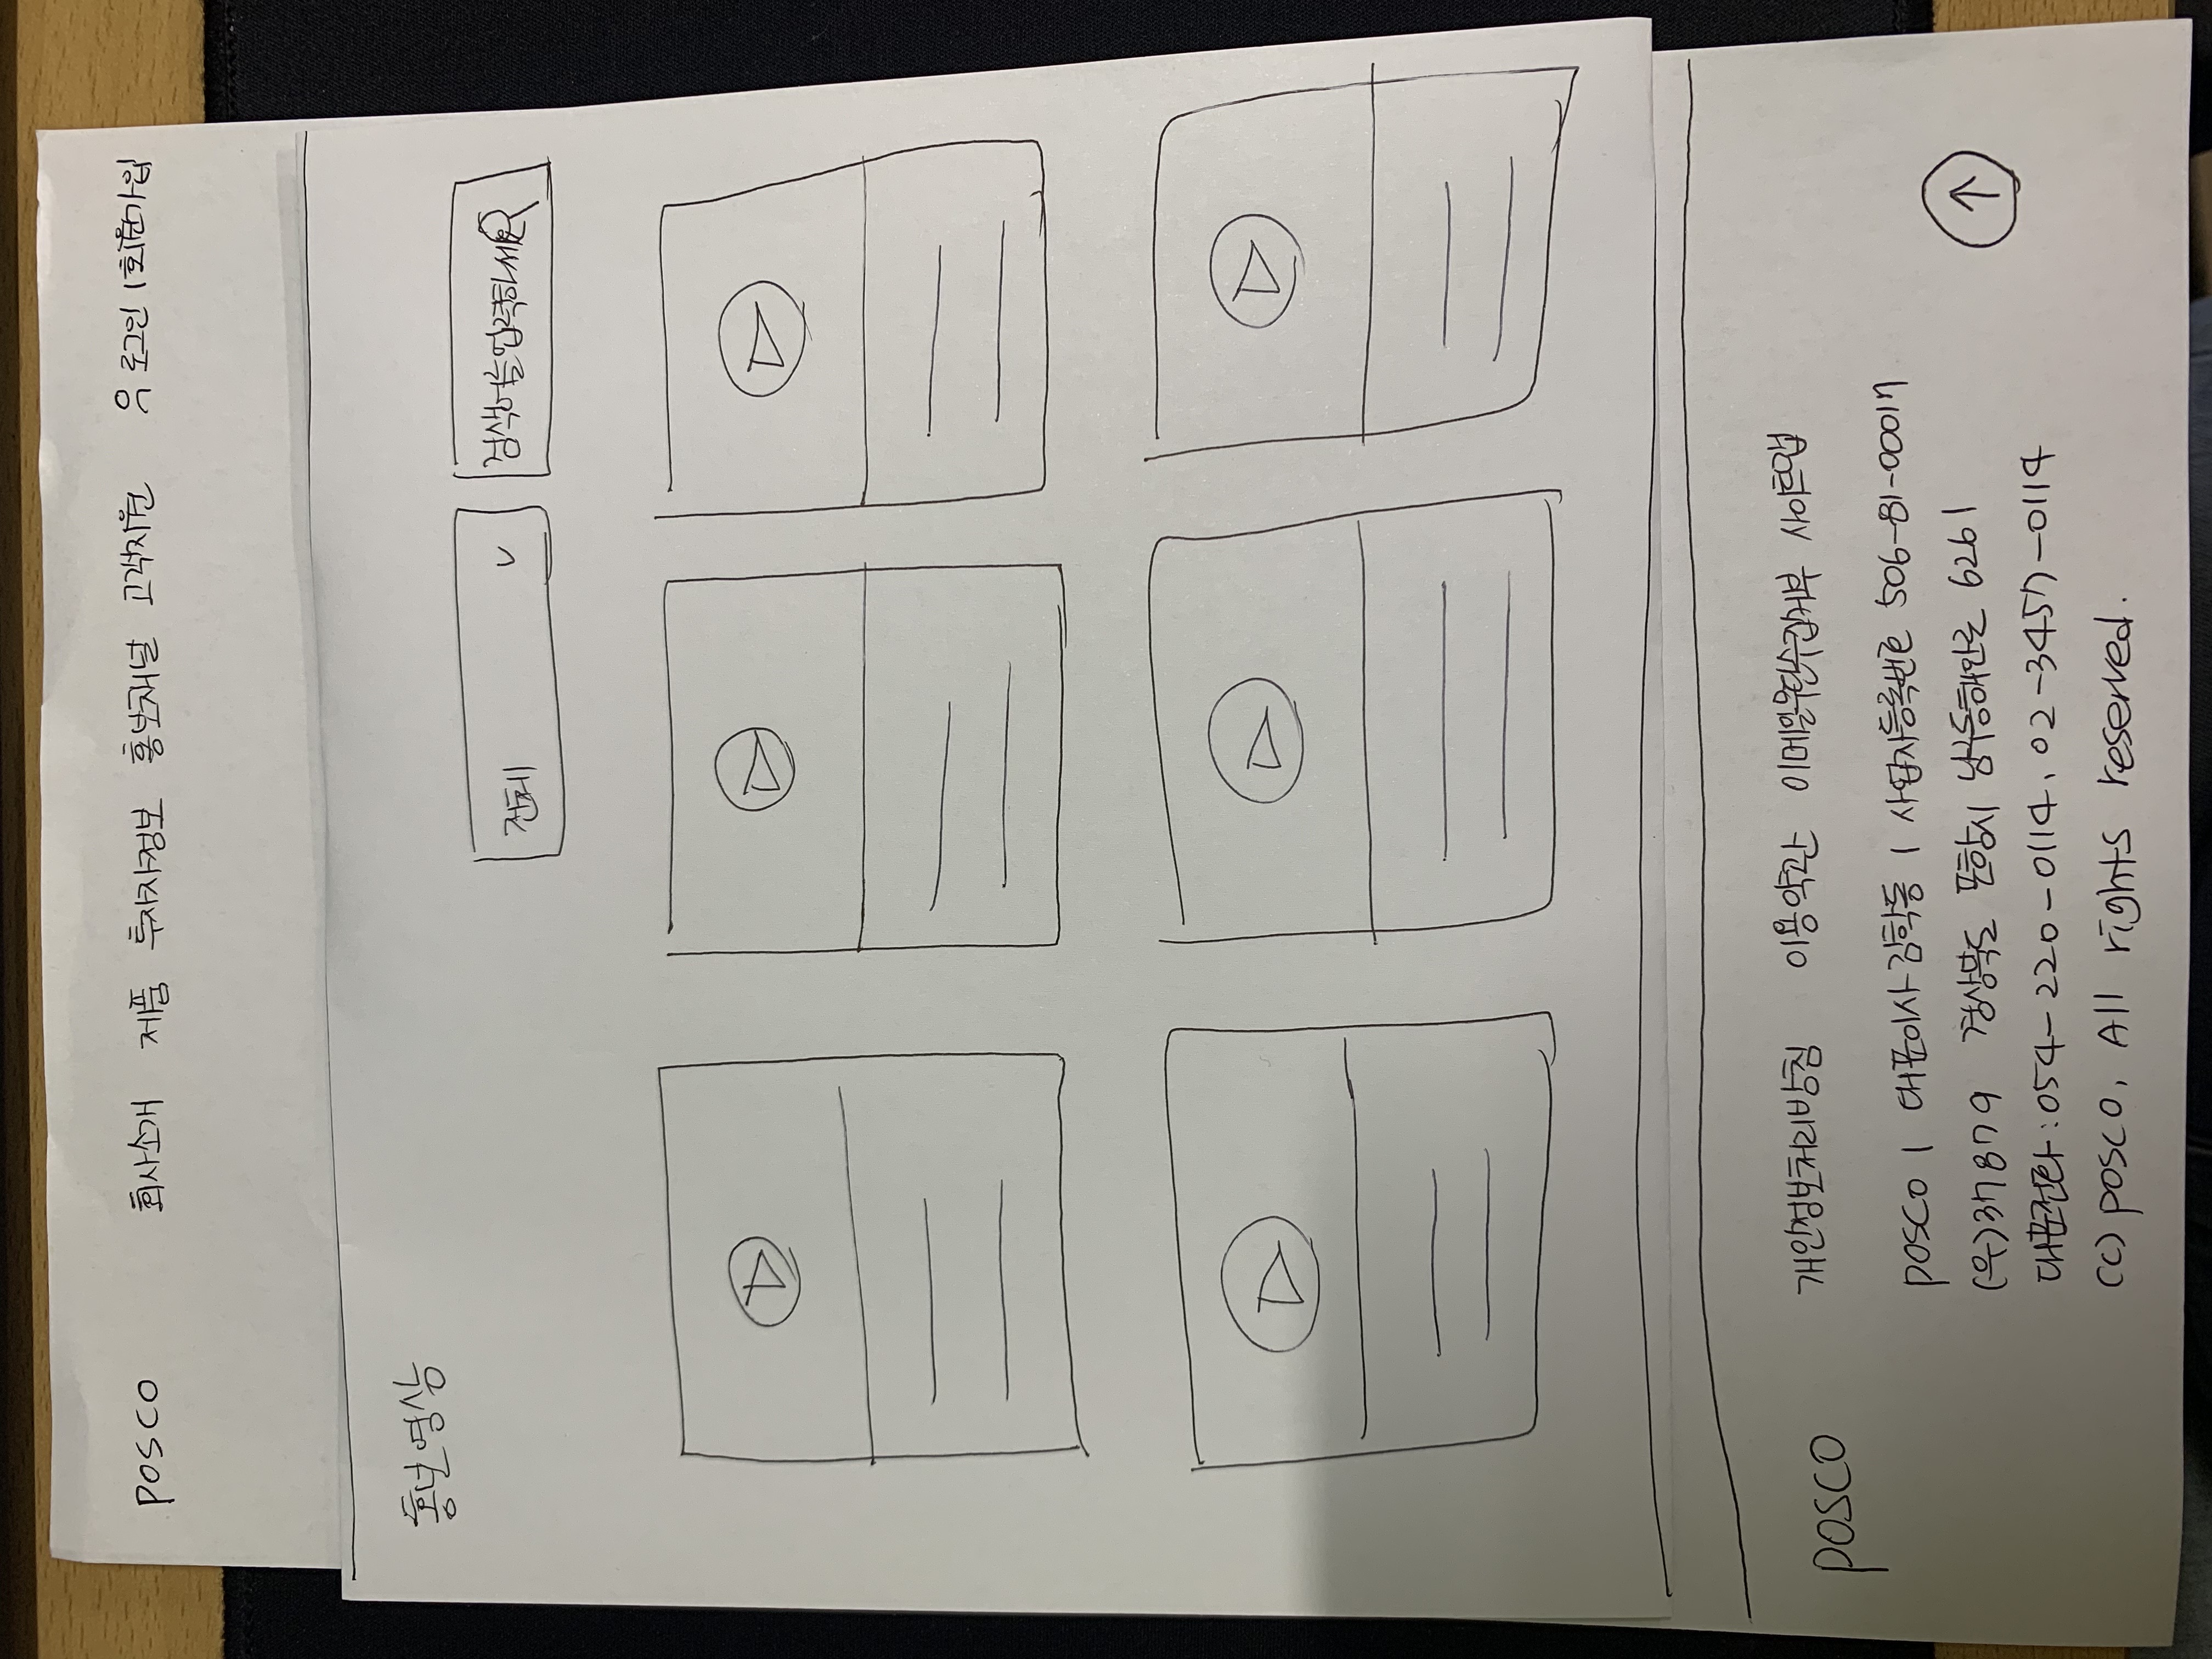 POSCO 회사소개 제품 투자자정보 홍보채널 고객지원 로그인 | 회원가입
홍보영상
전체 검색어를입력하세요
POSCO
개인정보처리방침 이용약관 이메일무단수집거부 사이트맵
POSCO | 대표이사 김학동 | 사업자등록번호 506-81-00017
(우)37879 경상북도 포항시 남구동해안로 6261
대표전화 : 054-220-0114, 02-3457-0114
(C) POSCO, All rights reserved.